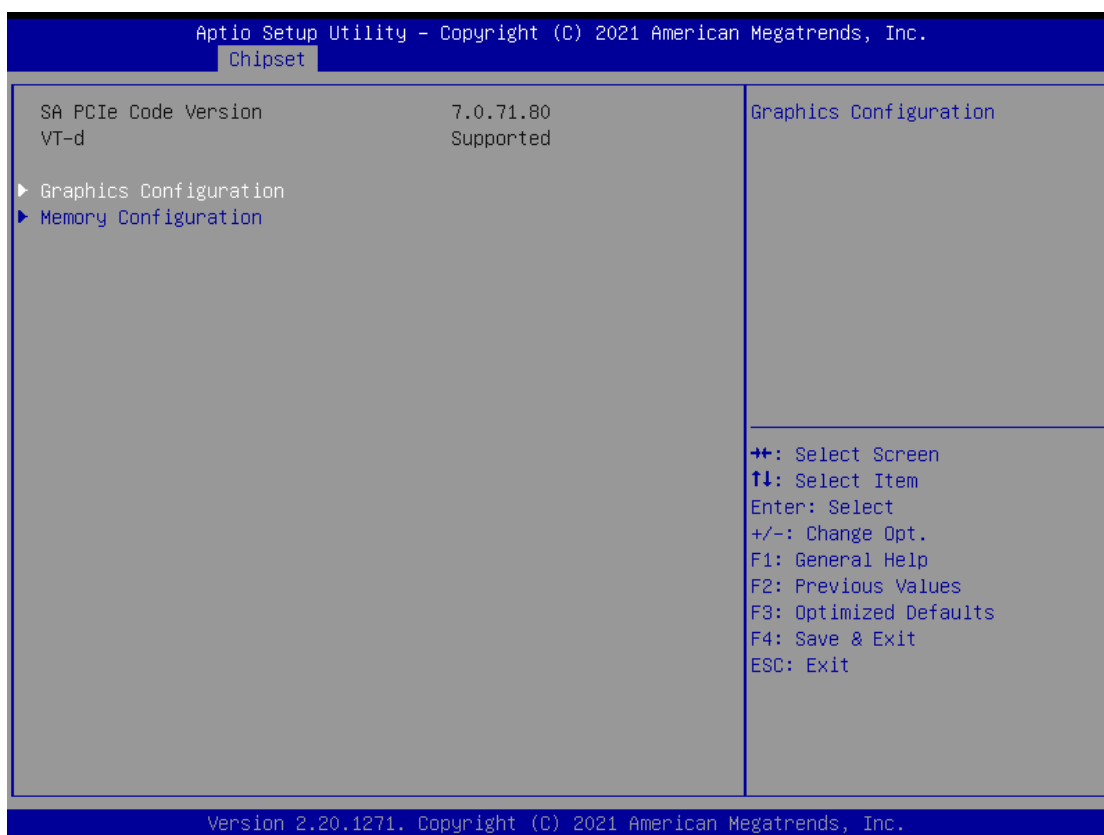 Aptio Setup Utility – Copyright (C) 2021 American Megatrends, Inc.
Chipset
SA PCIe Code Version 7.0.71.80
VT-d Supported
▶ Graphics Configuration
▶ Memory Configuration
Graphics Configuration
→←: Select Screen
↑↓: Select Item
Enter: Select
+/-: Change Opt.
F1: General Help
F2: Previous Values
F3: Optimized Defaults
F4: Save & Exit
ESC: Exit
Version 2.20.1271. Copyright (C) 2021 American Megatrends, Inc.